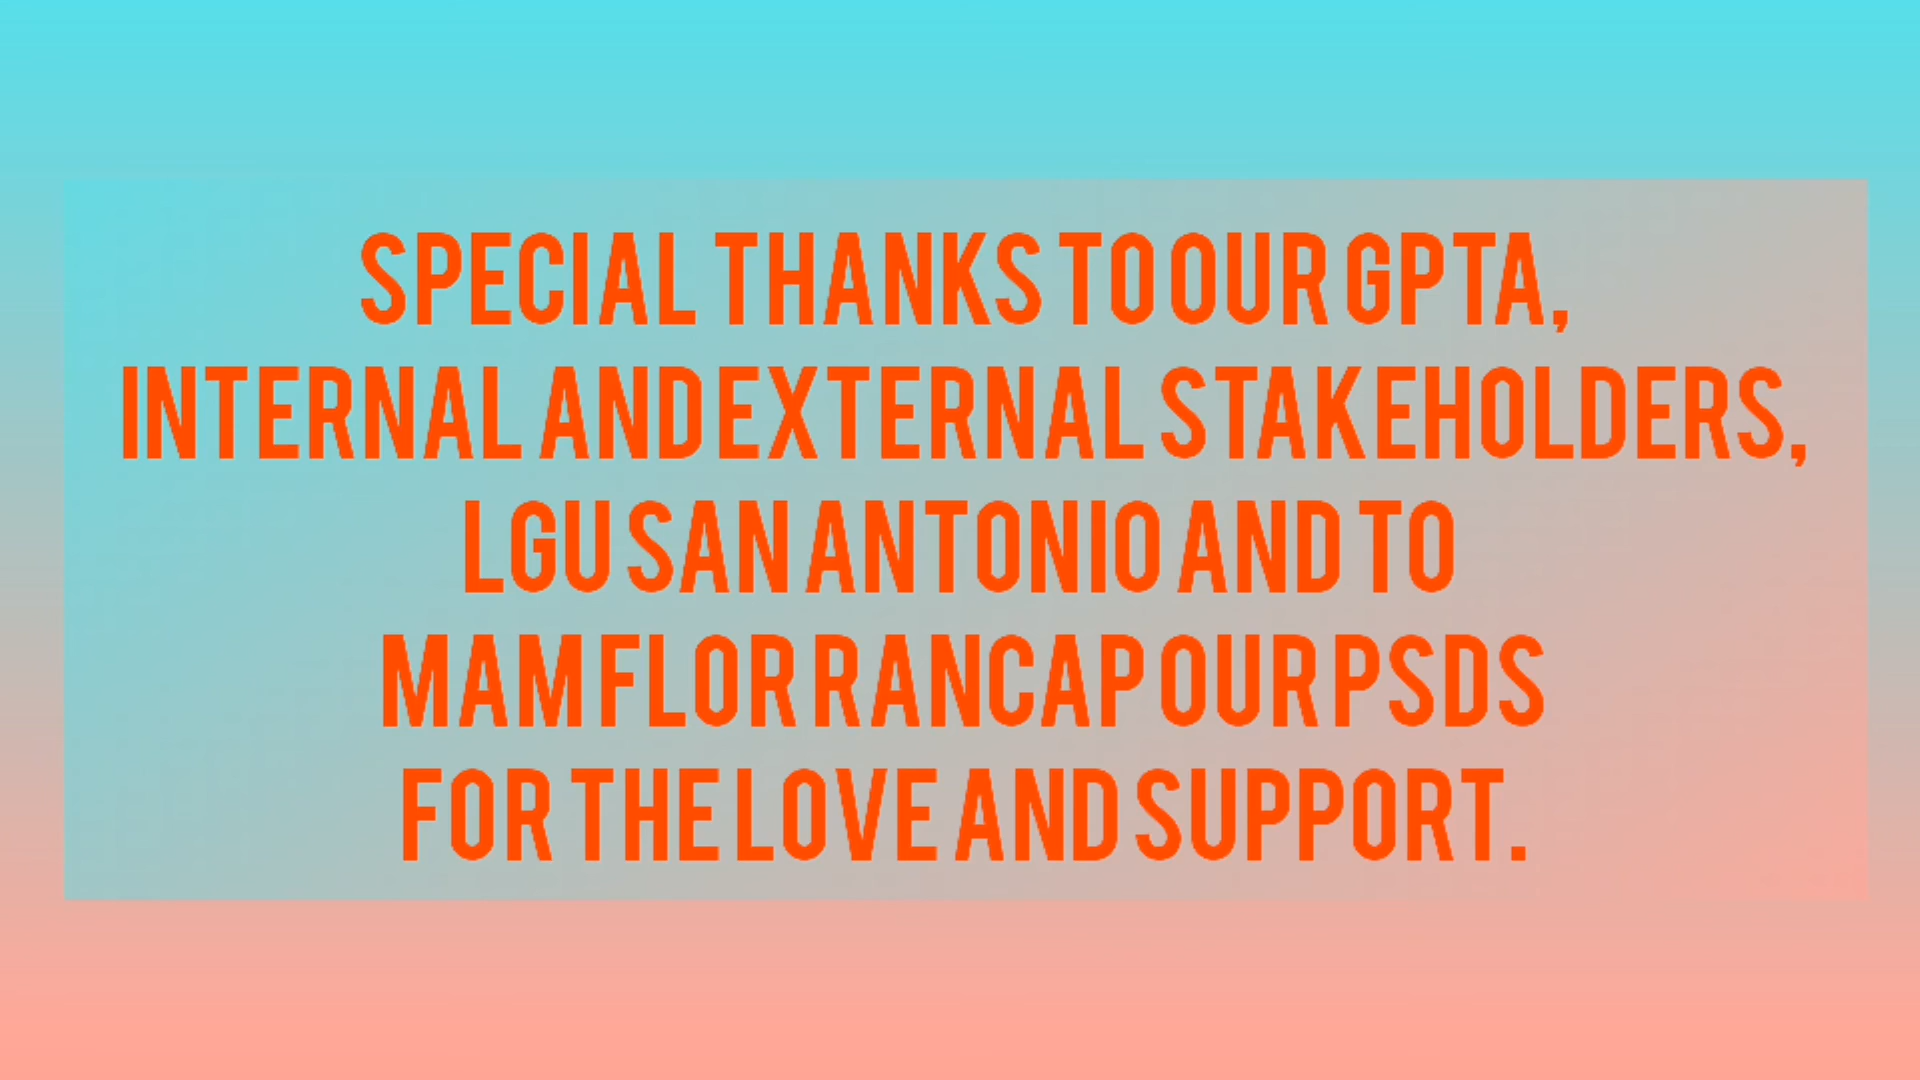 SPECIAL THANKS TO OUR GPTA,
INTERNAL AND EXTERNAL STAKEHOLDERS,
LGU SAN ANTONIO AND TO
MAM FLOR RANCAP OUR PSDS
FOR THE LOVE AND SUPPORT.